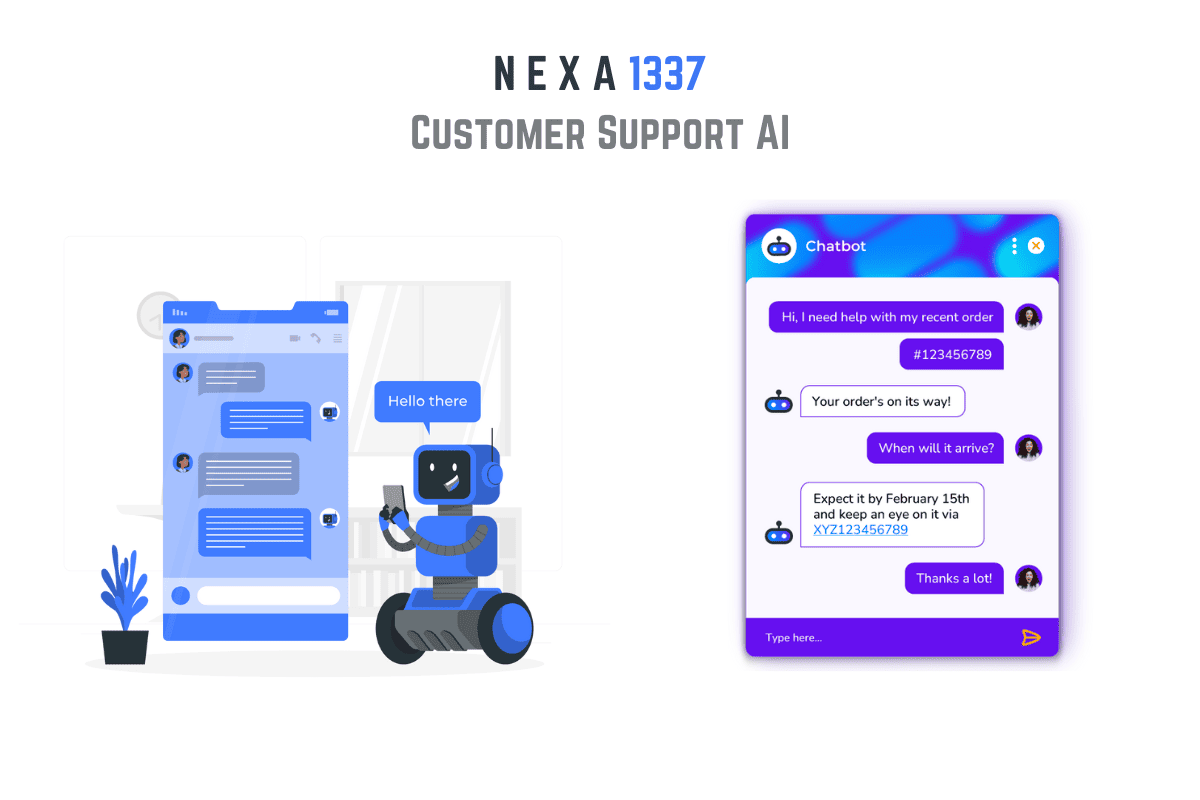 NEXA 1337
Customer Support AI
Hello there
Chatbot
Hi, I need help with my recent order
#123456789
Your order's on its way!
When will it arrive?
Expect it by February 15th
and keep an eye on it via
XYZ123456789
Thanks a lot!
Type here...